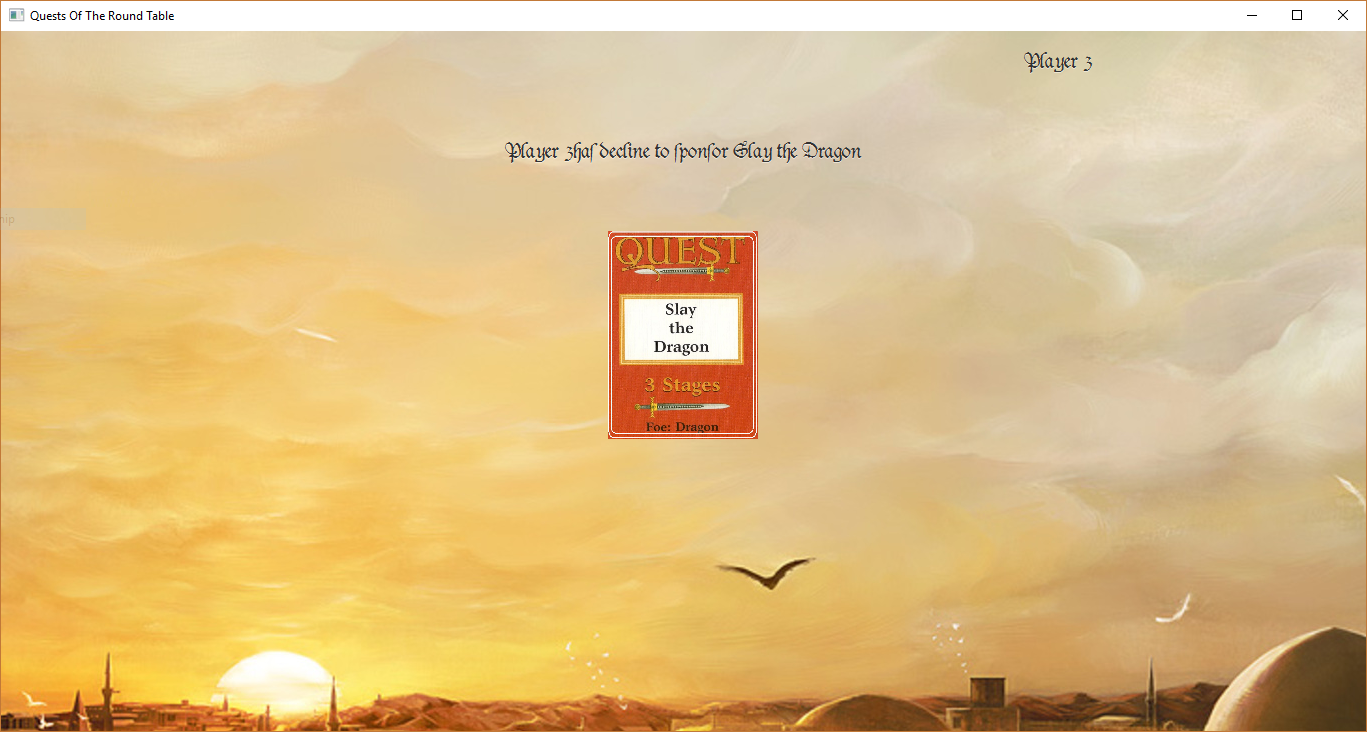 Quests Of The Round Table
Player 3
Player 3has decline to sponsor Slay the Dragon
QUEST
Slay
the
Dragon
3 Stages
Foe: Dragon